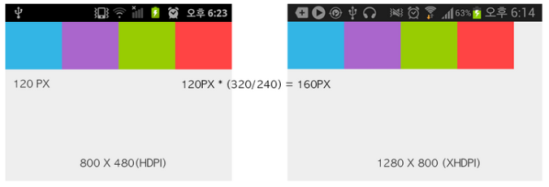 오후 6:23
63% 오후 6:14
120 PX
120PX * (320/240) = 160PX
800 X 480(HDPI)
1280 X 800 (XHDPI)